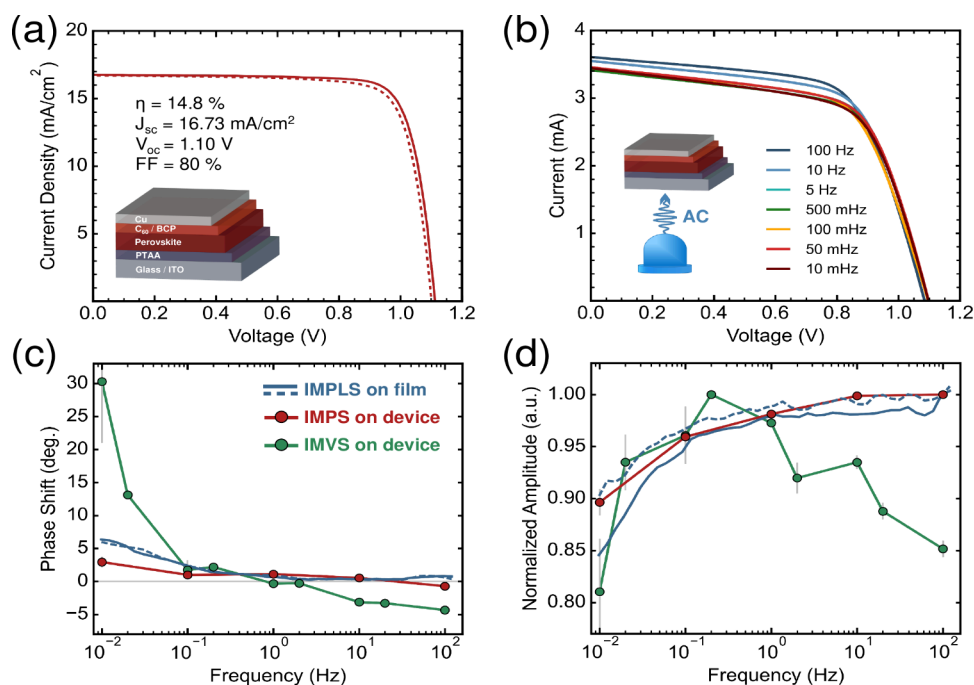 (a)
20
15
10
5
0
Current Density (mA/cm²)
η = 14.8 %
Jsc = 16.73 mA/cm²
Voc = 1.10 V
FF = 80 %
Cu
C60 / BCP
Perovskite
PTAA
Glass / ITO
0.0 0.2 0.4 0.6 0.8 1.0 1.2
Voltage (V)
(b)
4
3
2
1
0
Current (mA)
AC
100 Hz
10 Hz
5 Hz
500 mHz
100 mHz
50 mHz
10 mHz
0.0 0.2 0.4 0.6 0.8 1.0 1.2
Voltage (V)
(c)
30
25
20
15
10
5
0
−5
Phase Shift (deg.)
IMPLS on film
IMPS on device
IMVS on device
10⁻² 10⁻¹ 10⁰ 10¹ 10²
Frequency (Hz)
(d)
1.00
0.95
0.90
0.85
0.80
Normalized Amplitude (a.u.)
10⁻² 10⁻¹ 10⁰ 10¹ 10²
Frequency (Hz)